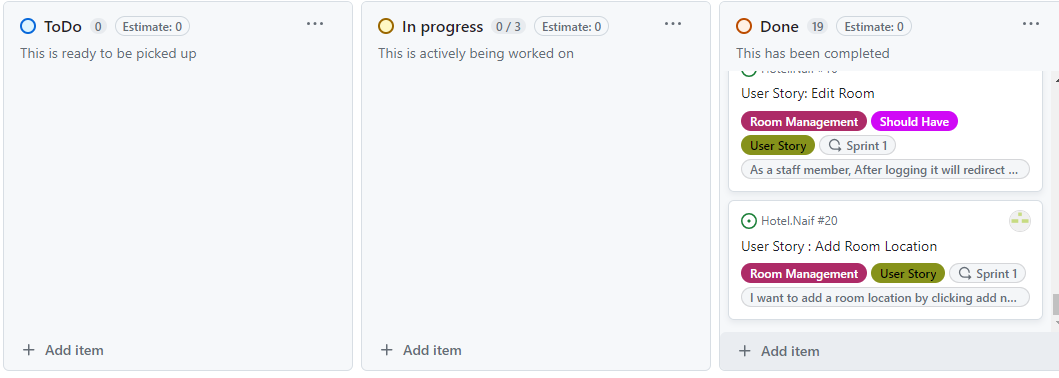 ToDo 0 Estimate: 0 ...
This is ready to be picked up
+ Add item
In progress 0 / 3 Estimate: 0 ...
This is actively being worked on
+ Add item
Done 19 Estimate: 0 ...
This has been completed
User Story: Edit Room
Room Management Should Have
User Story Sprint 1
As a staff member, After logging it will redirect ...
Hotel.Naif #20
User Story : Add Room Location
Room Management User Story Sprint 1
I want to add a room location by clicking add n...
+ Add item